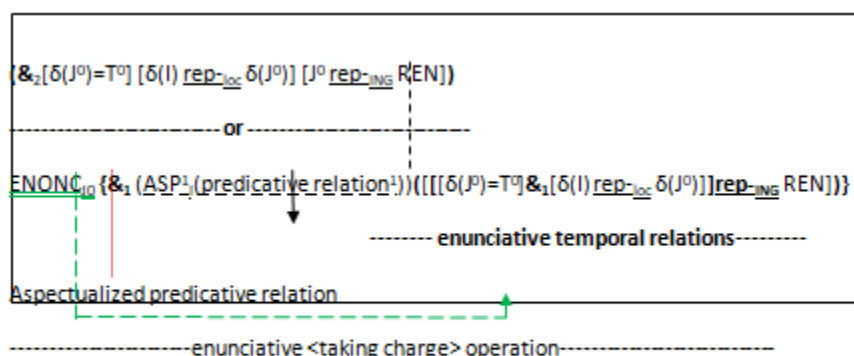 (&₂[δ(J⁰)=T⁰] [δ(I) rep-loc δ(J⁰)] [J⁰ rep-ING REN])
------------------------ or -------------------------
ENONCJ0 {&₁ (ASP¹I(predicative relation¹))([[[δ(J⁰)=T⁰]&₁[δ(I) rep-loc δ(J⁰)]]rep-ING REN])}
-------- enunciative temporal relations---------
Aspectualized predicative relation
------------------------enunciative <taking charge> operation----------------------------